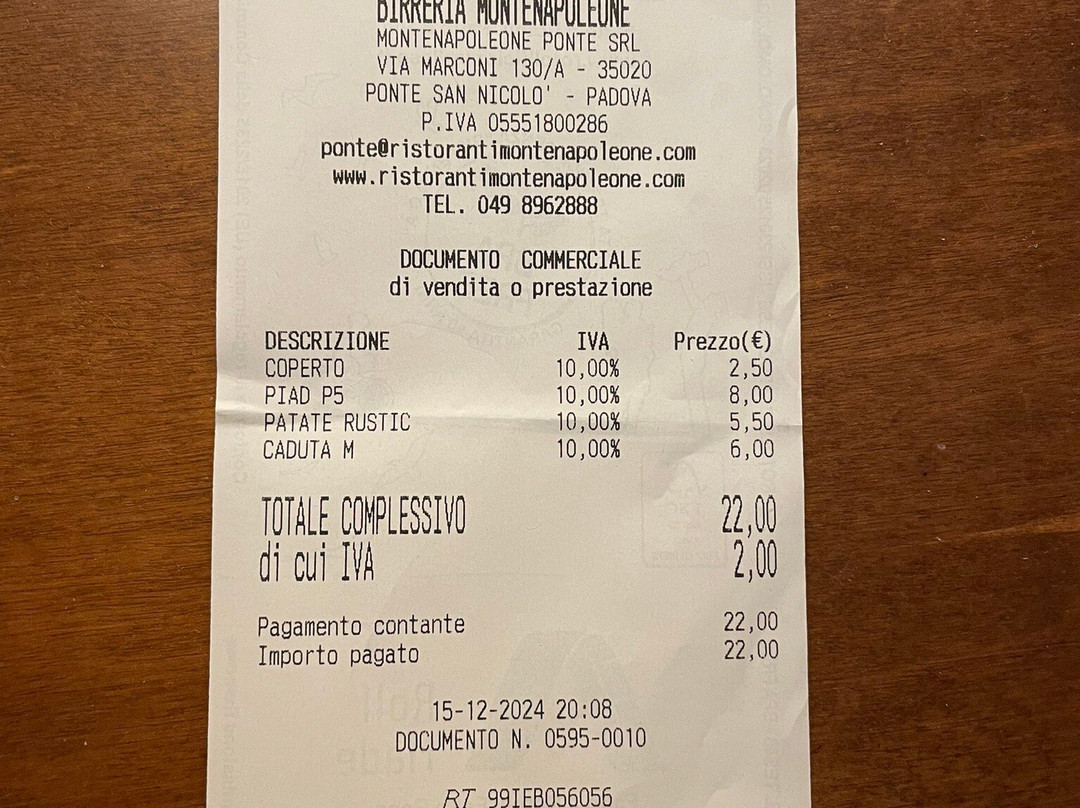 BIRRERIA MONTENAPOLEONE
MONTENAPOLEONE PONTE SRL
VIA MARCONI 130/A - 35020
PONTE SAN NICOLO' - PADOVA
P.IVA 05551800286
ponte@ristorantimontenapoleone.com
www.ristorantimontenapoleone.com
TEL. 049 8962888
DOCUMENTO COMMERCIALE
di vendita o prestazione
DESCRIZIONE IVA Prezzo(€)
COPERTO 10,00% 2,50
PIAD P5 10,00% 8,00
PATATE RUSTIC 10,00% 5,50
CADUTA M 10,00% 6,00
TOTALE COMPLESSIVO 22,00
di cui IVA 2,00
Pagamento contante 22,00
Importo pagato 22,00
15-12-2024 20:08
DOCUMENTO N. 0595-0010
RT 99IEB056056